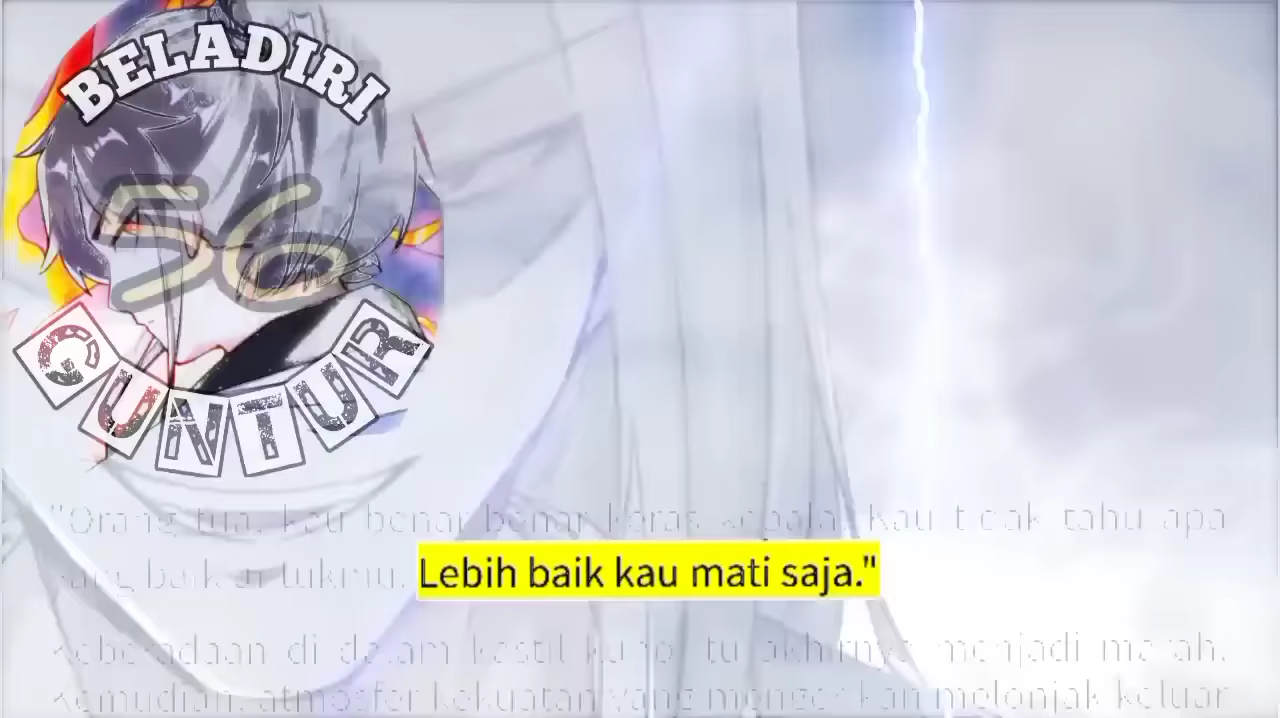 BELADIRI
56
GUNTUR
"Orang tua, kau benar-benar keras kepala. Kau tidak tahu apa
yang baik untukmu. Lebih baik kau mati saja."
Keberadaan di dalam kastil kuno itu akhirnya menjadi marah.
Kemudian, atmosfer kekuatan yang mengerikan melonjak keluar